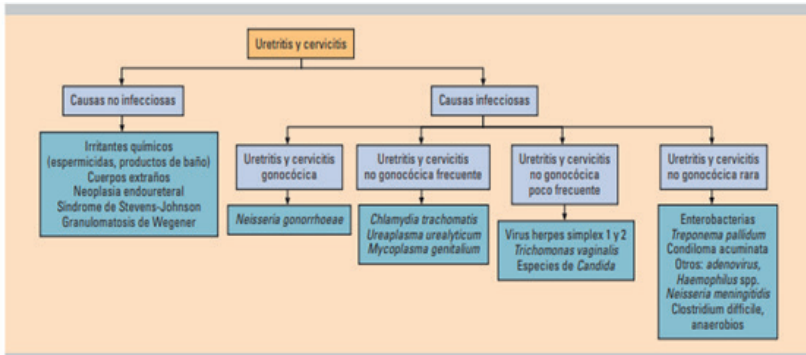 Uretritis y cervicitis
Causas no infecciosas
Causas infecciosas
Irritantes químicos
(espermicidas, productos de baño)
Cuerpos extraños
Neoplasia endoureteral
Síndrome de Stevens-Johnson
Granulomatosis de Wegener
Uretritis y cervicitis
gonocócica
Uretritis y cervicitis
no gonocócica frecuente
Uretritis y cervicitis
no gonocócica
poco frecuente
Uretritis y cervicitis
no gonocócica rara
Neisseria gonorrhoeae
Chlamydia trachomatis
Ureaplasma urealyticum
Mycoplasma genitalium
Virus herpes simplex 1 y 2
Trichomonas vaginalis
Especies de Candida
Enterobacterias
Treponema pallidum
Condiloma acuminata
Otros: adenovirus,
Haemophilus spp.
Neisseria meningitidis
Clostridium difficile,
anaerobios